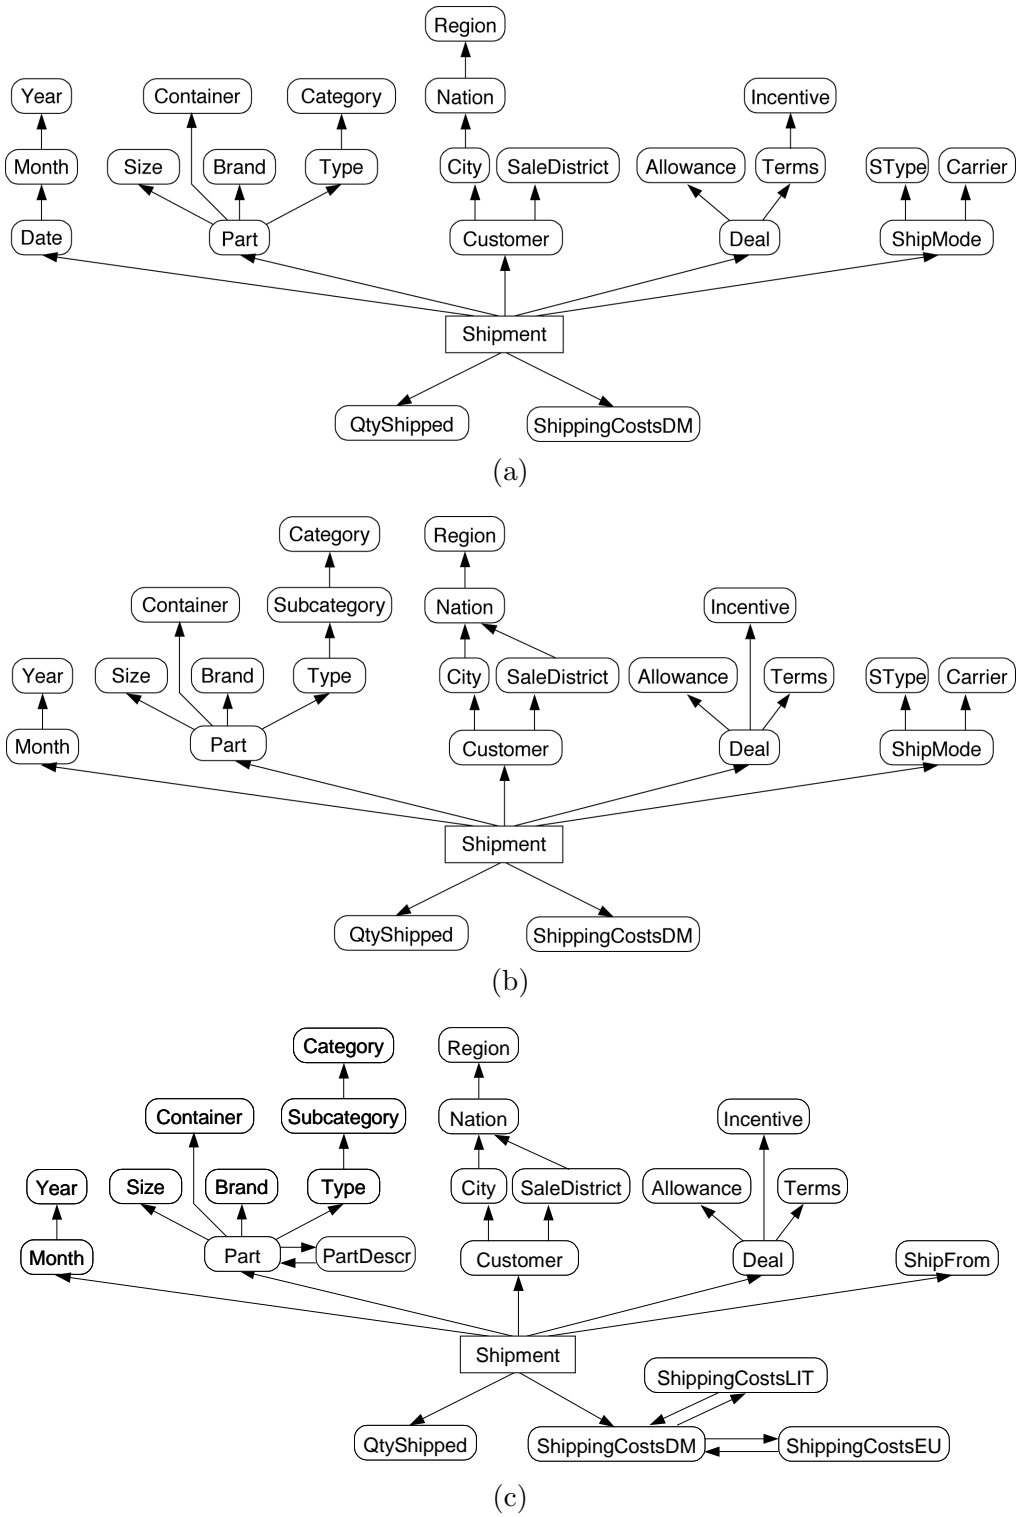 Region
Year Container Category Nation Incentive
Month Size Brand Type City SaleDistrict Allowance Terms SType Carrier
Date Part Customer Deal ShipMode
Shipment
QtyShipped ShippingCostsDM
(a)
Category Region
Container Subcategory Nation Incentive
Year Size Brand Type City SaleDistrict Allowance Terms SType Carrier
Month Part Customer Deal ShipMode
Shipment
QtyShipped ShippingCostsDM
(b)
Category Region
Container Subcategory Nation Incentive
Year Size Brand Type City SaleDistrict Allowance Terms
Month Part PartDescr Customer Deal ShipFrom
Shipment
ShippingCostsLIT
QtyShipped ShippingCostsDM ShippingCostsEU
(c)